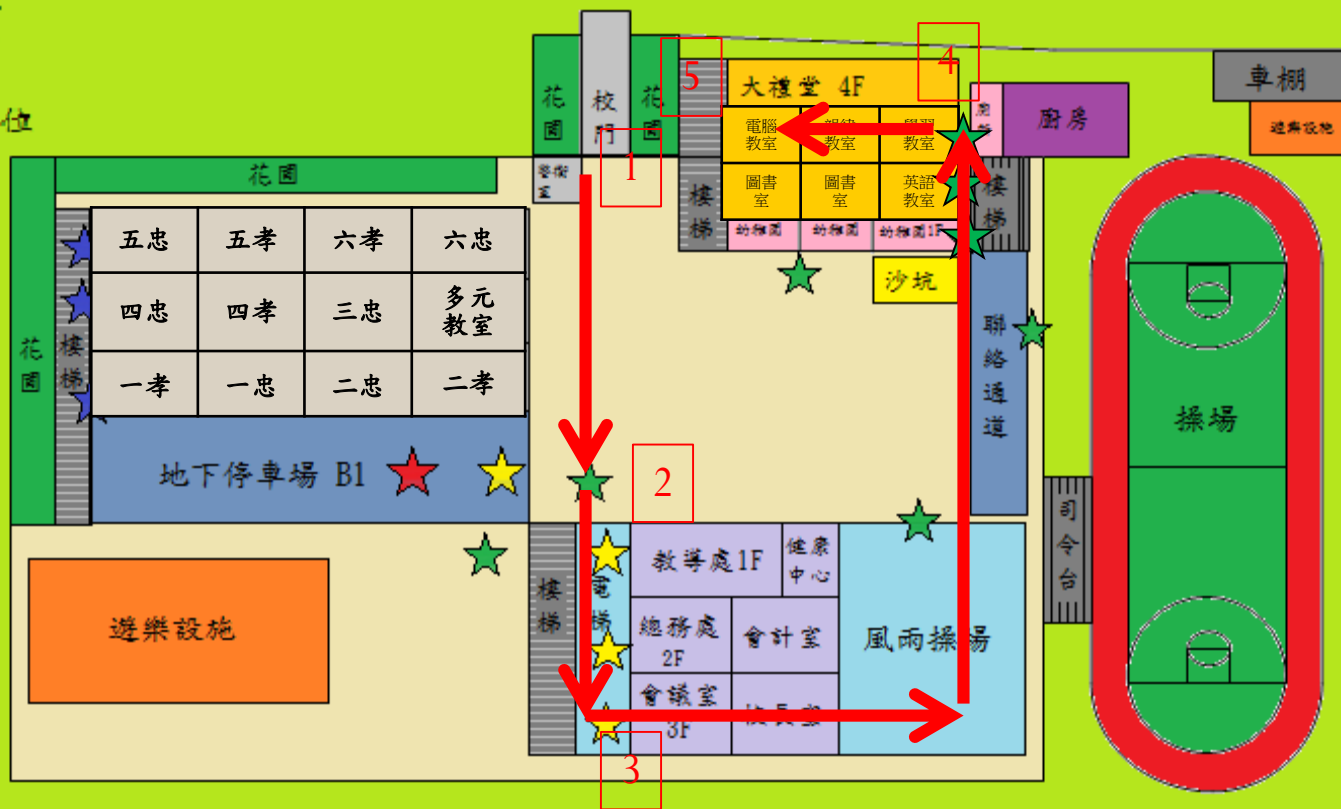 位
花
圃
校
門
花
圃
5
4
大禮堂 4F
電腦
教室
教室
教室
圖書
室
圖書
室
英語
教室
幼稚園
幼稚園
幼稚園1F
樓
梯
樓
梯
廚房
車棚
遊樂設施
1
警衛
室
花圃
花
圃
樓
梯
五忠
五孝
六孝
六忠
四忠
四孝
三忠
多元
教室
一孝
一忠
二忠
二孝
地下停車場 B1
沙坑
聯
絡
通
道
操場
司
令
台
2
遊樂設施
樓
梯
電
梯
教導處1F
健康
中心
總務處
2F
會計室
會議室
3F
校長室
風雨操場
3